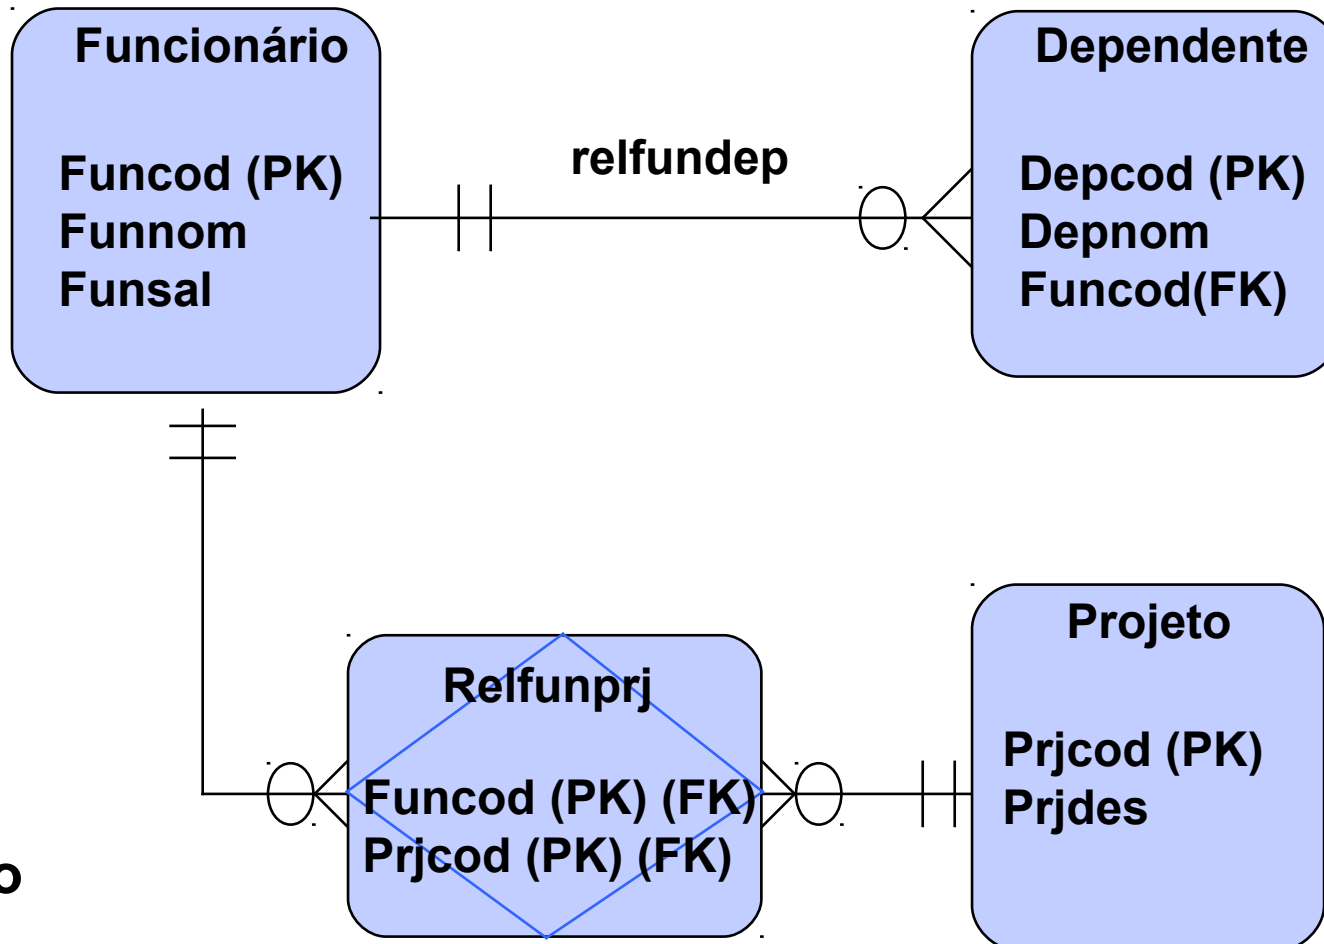 Funcionário
Funcod (PK)
Funnom
Funsal
relfundep
Dependente
Depcod (PK)
Depnom
Funcod(FK)
Relfunprj
Funcod (PK) (FK)
Prjcod (PK) (FK)
Projeto
Prjcod (PK)
Prjdes
o